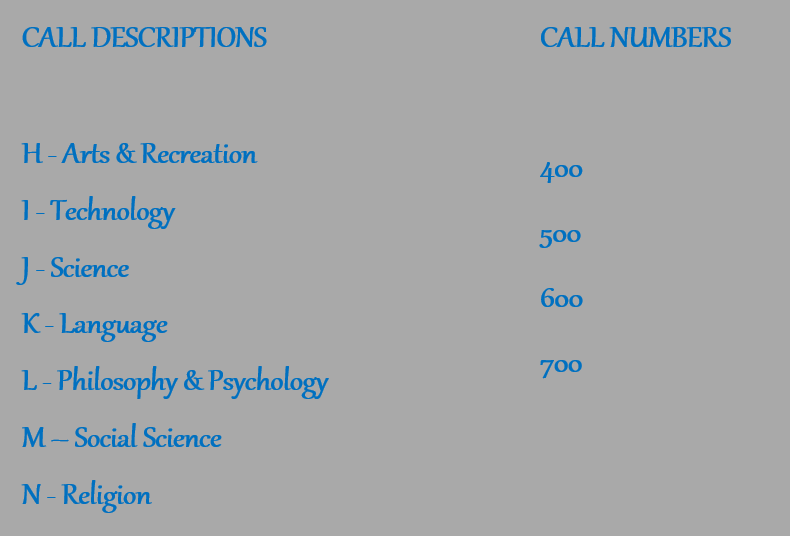 CALL DESCRIPTIONS
CALL NUMBERS
H - Arts & Recreation
I - Technology
J - Science
K - Language
L - Philosophy & Psychology
M – Social Science
N - Religion
400
500
600
700